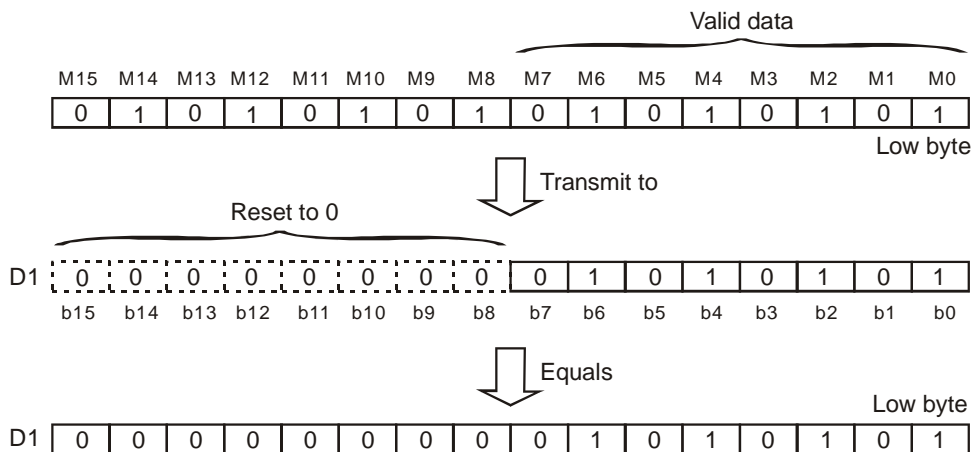 Valid data
M15 M14 M13 M12 M11 M10 M9 M8 M7 M6 M5 M4 M3 M2 M1 M0
0 1 0 1 0 1 0 1 0 1 0 1 0 1 0 1
Low byte
Transmit to
Reset to 0
D1 0 0 0 0 0 0 0 0 0 1 0 1 0 1 0 1
b15 b14 b13 b12 b11 b10 b9 b8 b7 b6 b5 b4 b3 b2 b1 b0
Equals
Low byte
D1 0 0 0 0 0 0 0 0 0 1 0 1 0 1 0 1